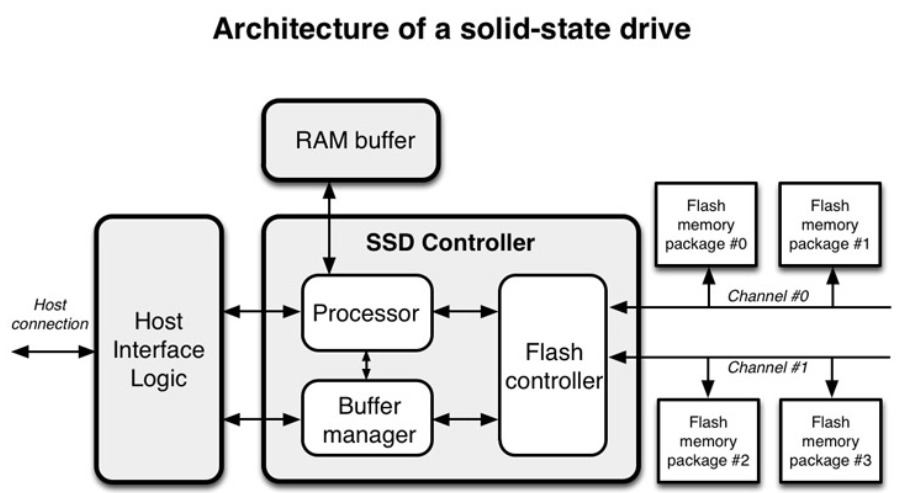 Architecture of a solid-state drive
RAM buffer
SSD Controller
Host
connection
Host
Interface
Logic
Processor
Buffer
manager
Flash
controller
Flash
memory
package #0
Flash
memory
package #1
Channel #0
Channel #1
Flash
memory
package #2
Flash
memory
package #3